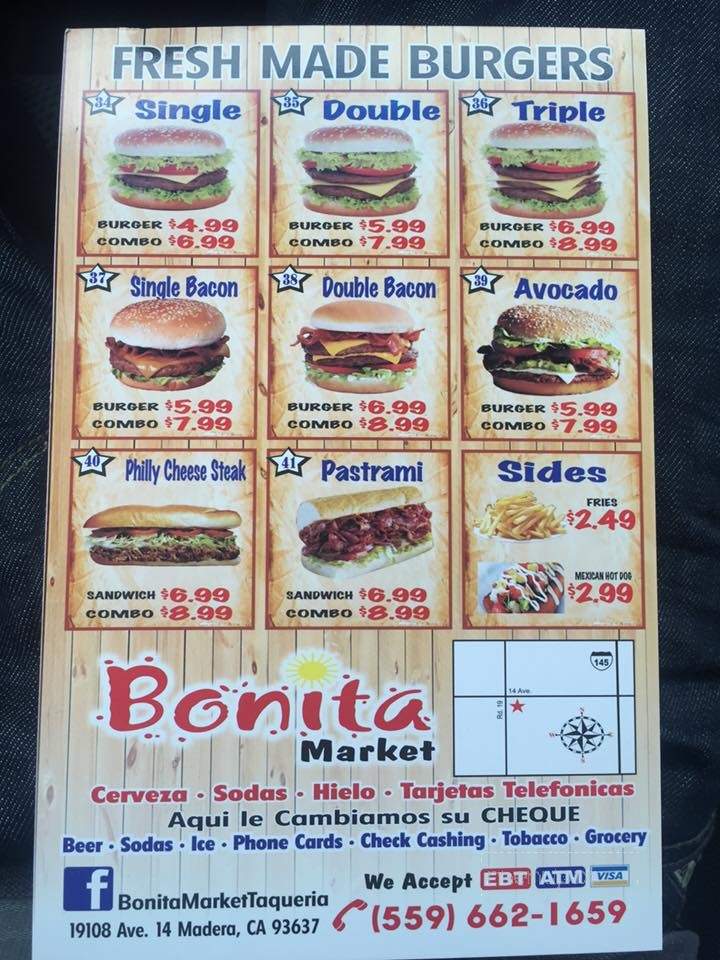 FRESH MADE BURGERS
34 Single
BURGER $4.99
COMBO $6.99
35 Double
BURGER $5.99
COMBO $7.99
36 Triple
BURGER $6.99
COMBO $8.99
37 Single Bacon
BURGER $5.99
COMBO $7.99
38 Double Bacon
BURGER $6.99
COMBO $8.99
39 Avocado
BURGER $5.99
COMBO $7.99
40 Philly Cheese Steak
SANDWICH $6.99
COMBO $8.99
41 Pastrami
SANDWICH $6.99
COMBO $8.99
Sides
FRIES
$2.49
MEXICAN HOT DOG
$2.99
Bonita
Market
145
14 Ave.
Rd. 19
Cerveza • Sodas • Hielo • Tarjetas Telefonicas
Aqui le Cambiamos su CHEQUE
Beer • Sodas • Ice • Phone Cards • Check Cashing • Tobacco • Grocery
We Accept EBT ATM VISA
f BonitaMarketTaqueria
19108 Ave. 14 Madera, CA 93637
(559) 662-1659